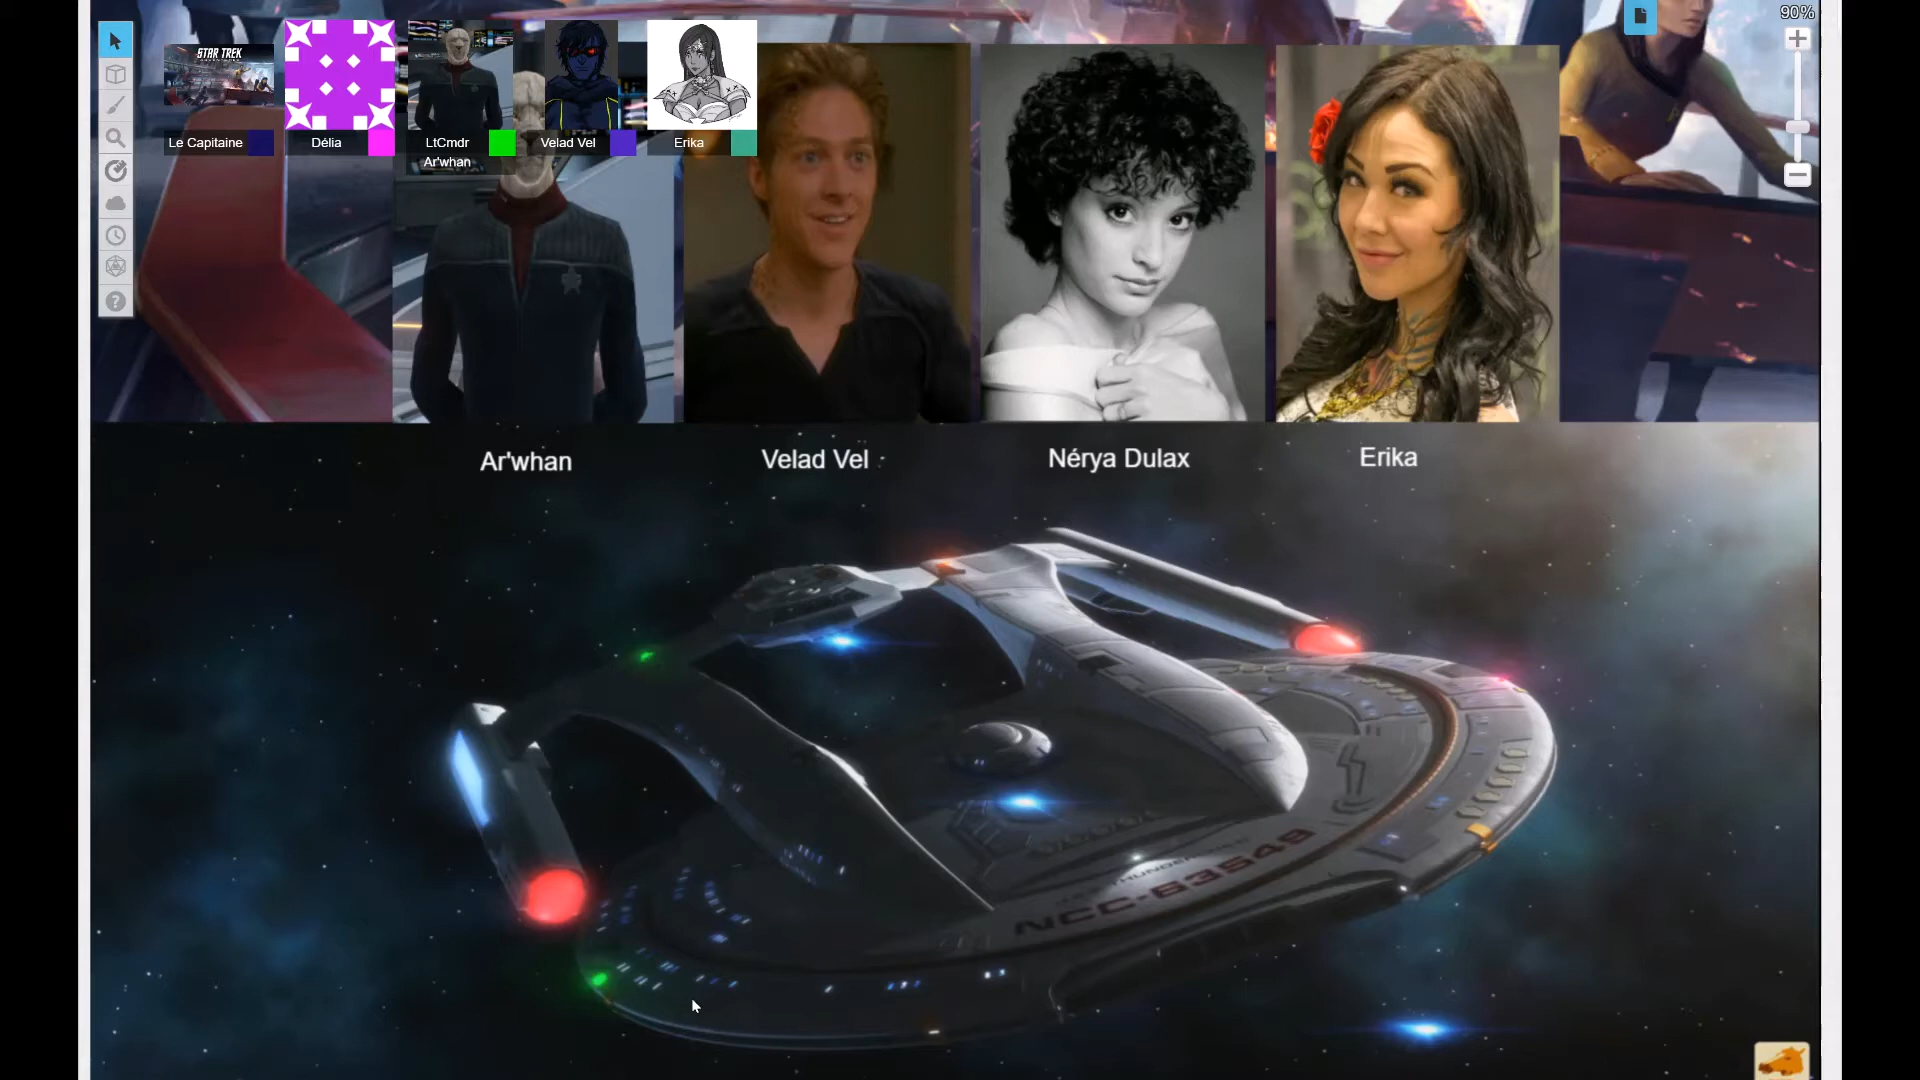 90%
STAR TREK
Le Capitaine
Délia
LtCmdr
Ar'whan
Velad Vel
Erika
Ar'whan
Velad Vel
Nérya Dulax
Erika
NCC-63549